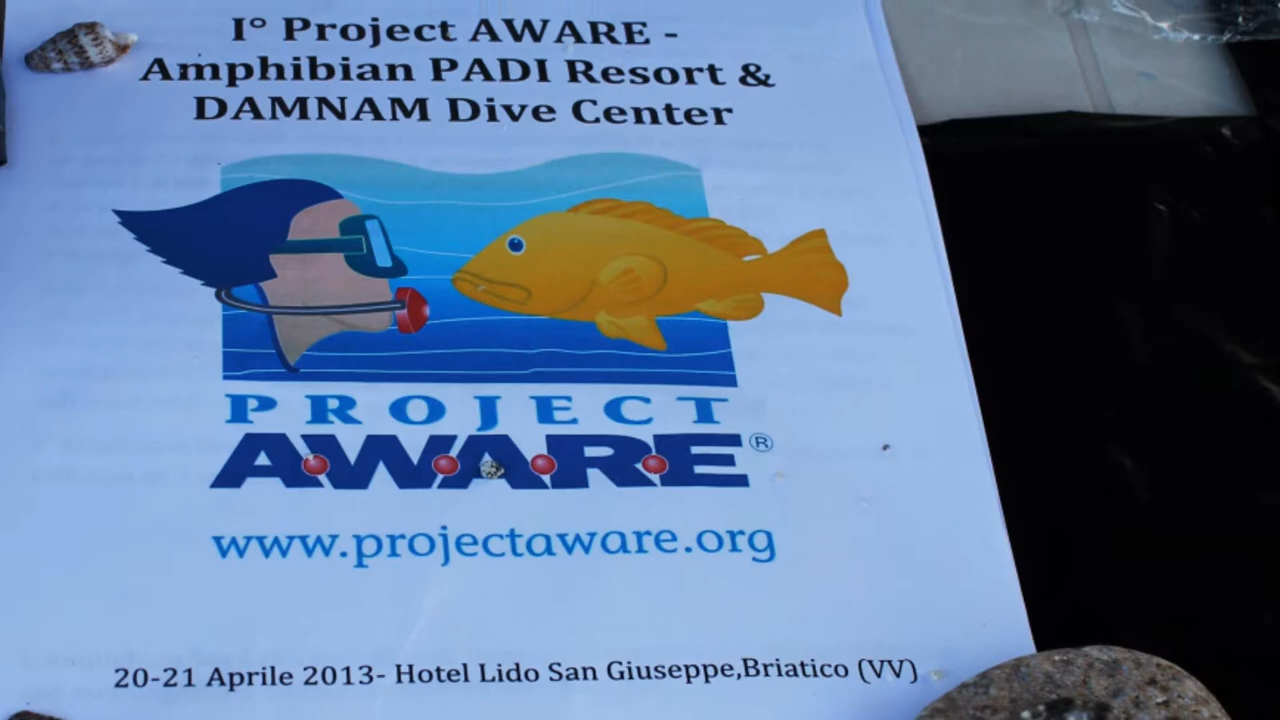 I° Project AWARE -
Amphibian PADI Resort &
DAMNAM Dive Center
PROJECT
A.W.A.R.E®
www.projectaware.org
20-21 Aprile 2013- Hotel Lido San Giuseppe,Briatico (VV)